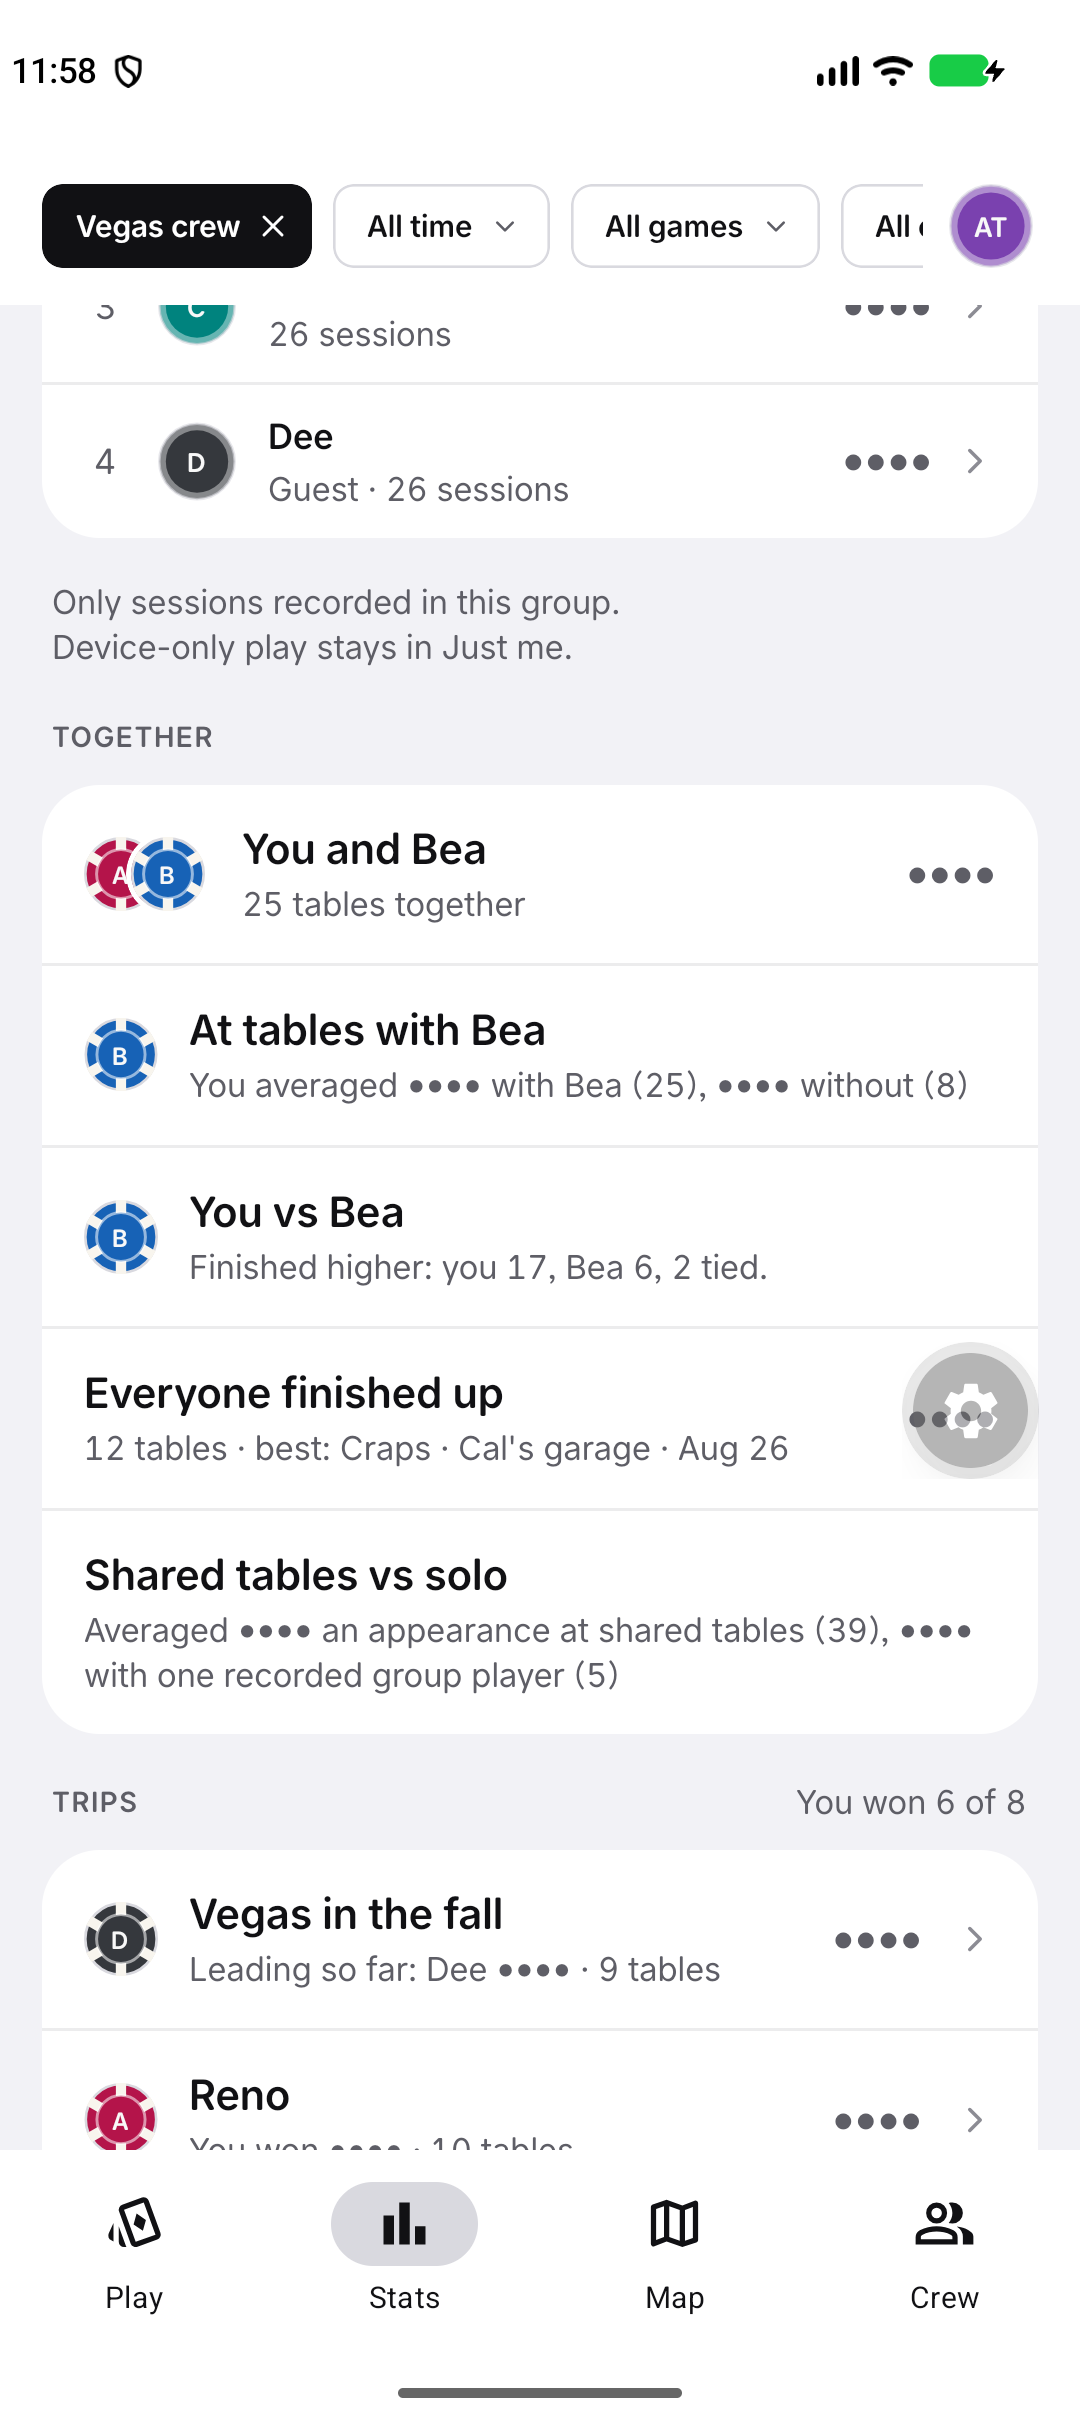 11:58
Vegas crew
All time
All games
All
AT
3
C
26 sessions
4
D
Dee
Guest · 26 sessions
••••
Only sessions recorded in this group.
Device-only play stays in Just me.
TOGETHER
A
B
You and Bea
25 tables together
••••
B
At tables with Bea
You averaged •••• with Bea (25), •••• without (8)
B
You vs Bea
Finished higher: you 17, Bea 6, 2 tied.
Everyone finished up
12 tables · best: Craps · Cal's garage · Aug 26
Shared tables vs solo
Averaged •••• an appearance at shared tables (39), ••••
with one recorded group player (5)
TRIPS
You won 6 of 8
D
Vegas in the fall
Leading so far: Dee •••• · 9 tables
••••
A
Reno
You won •••• · 10 tables
••••
Play
Stats
Map
Crew